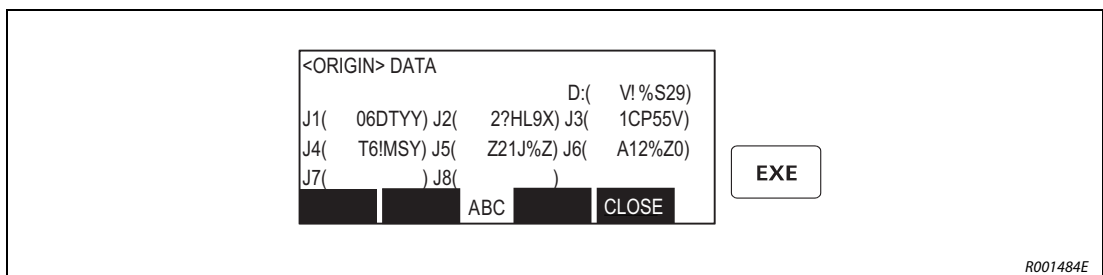 <ORIGIN> DATA
D:( V! %S29)
J1( 06DTYY) J2( 2?HL9X) J3( 1CP55V)
J4( T6!MSY) J5( Z21J%Z) J6( A12%Z0)
J7( ) J8( )
ABC CLOSE
EXE
R001484E